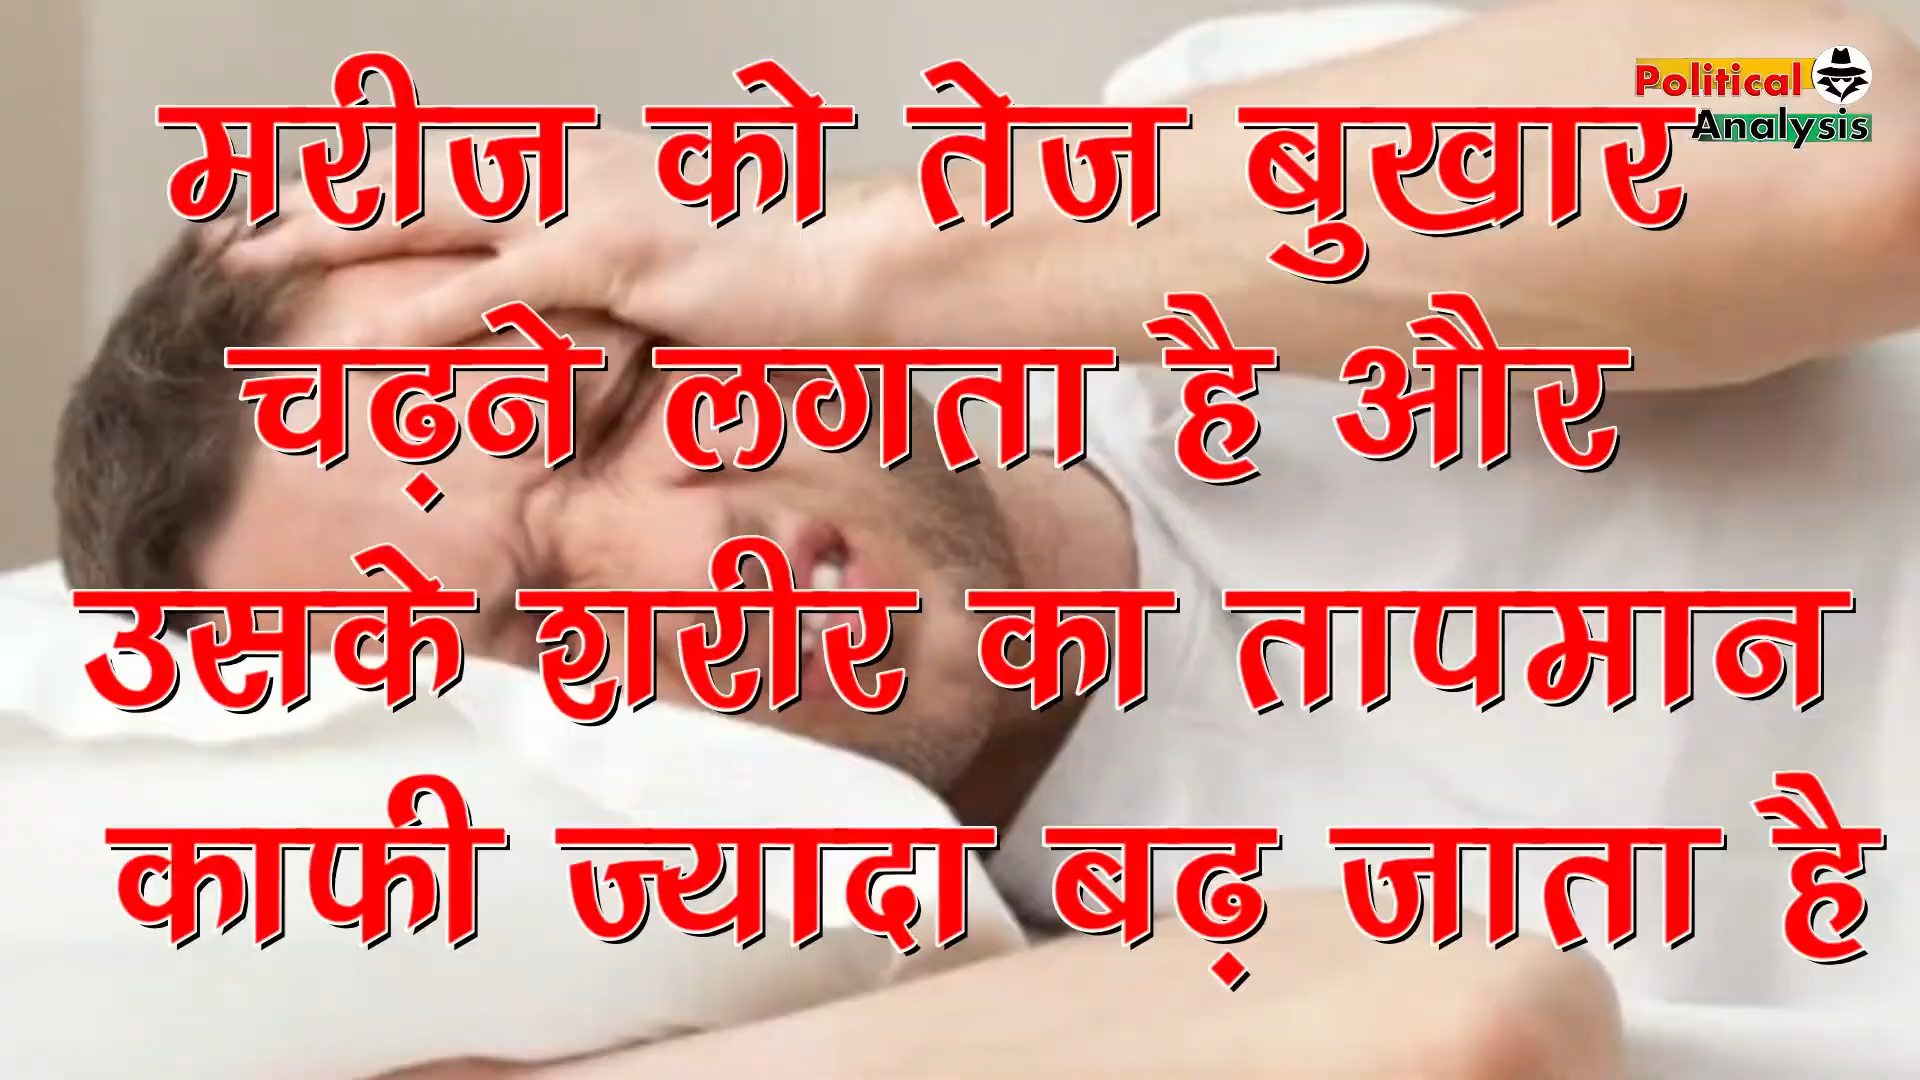 Political
Analysis
मरीज को तेज बुखार
चढ़ने लगता है और
उसके शरीर का तापमान
काफी ज्यादा बढ़ जाता है